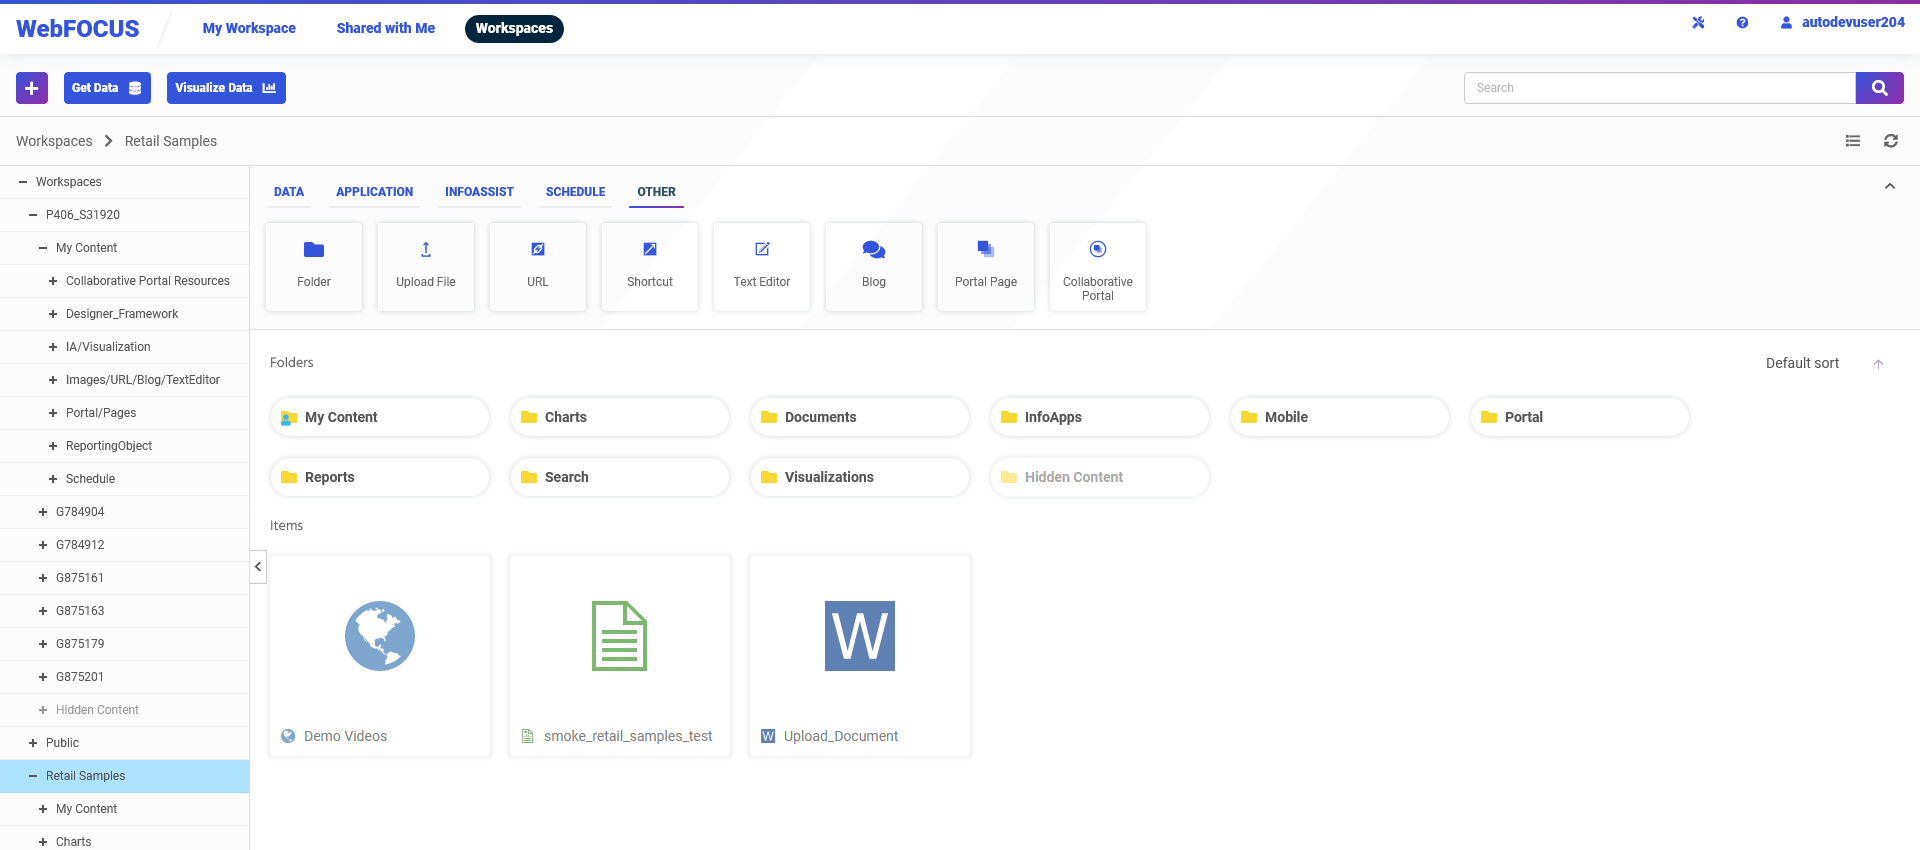 WebFOCUS
My Workspace
Shared with Me
Workspaces
autodevuser204
Get Data
Visualize Data
Search
Workspaces
Retail Samples
Workspaces
P406_S31920
My Content
Collaborative Portal Resources
Designer_Framework
IA/Visualization
Images/URL/Blog/TextEditor
Portal/Pages
ReportingObject
Schedule
G784904
G784912
G875161
G875163
G875179
G875201
Hidden Content
Public
Retail Samples
My Content
Charts
DATA
APPLICATION
INFOASSIST
SCHEDULE
OTHER
Folder
Upload File
URL
Shortcut
Text Editor
Blog
Portal Page
Collaborative
Portal
Folders
Default sort
My Content
Charts
Documents
InfoApps
Mobile
Portal
Reports
Search
Visualizations
Hidden Content
Items
W
Demo Videos
smoke_retail_samples_test
W
Upload_Document